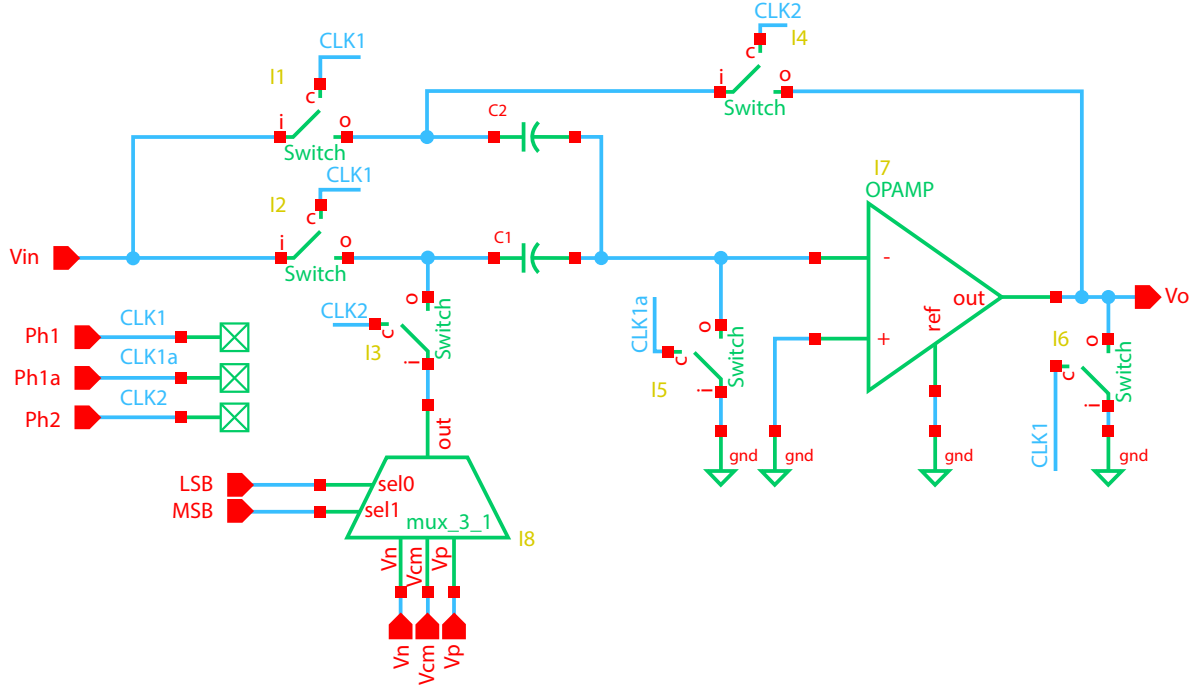 CLK2
I4
c
i
o
Switch
CLK1
I1
c
i
o
Switch
C2
CLK1
I2
c
i
o
Switch
C1
Vin
I7
OPAMP
-
+
out
ref
gnd
Vo
CLK2
c
o
i
I3
Switch
CLK1a
c
o
i
I5
Switch
gnd
gnd
I6
c
o
i
Switch
CLK1
gnd
Ph1
CLK1
Ph1a
CLK1a
Ph2
CLK2
out
LSB
sel0
MSB
sel1
mux_3_1
I8
Vn
Vcm
Vp
Vn
Vcm
Vp